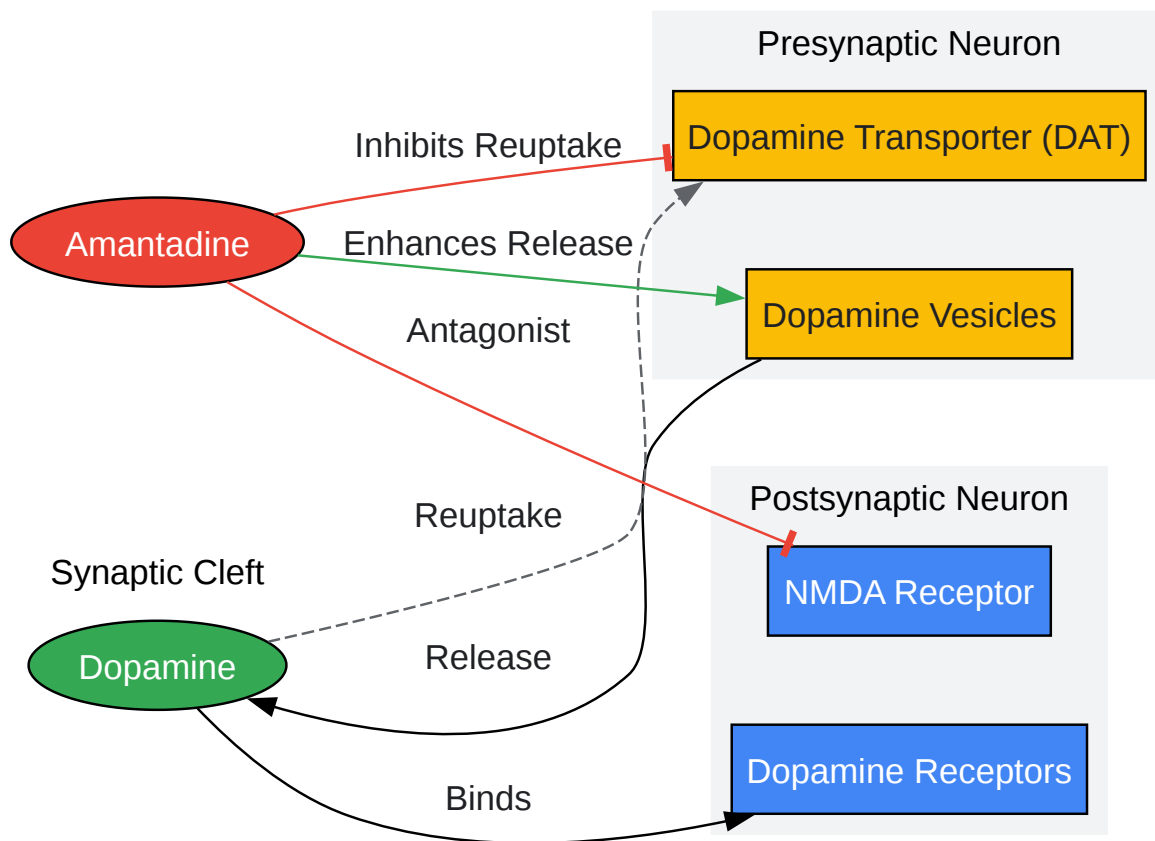 Presynaptic Neuron
Dopamine Transporter (DAT)
Inhibits Reuptake
Amantadine
Enhances Release
Dopamine Vesicles
Antagonist
Postsynaptic Neuron
Reuptake
NMDA Receptor
Synaptic Cleft
Dopamine
Release
Dopamine Receptors
Binds